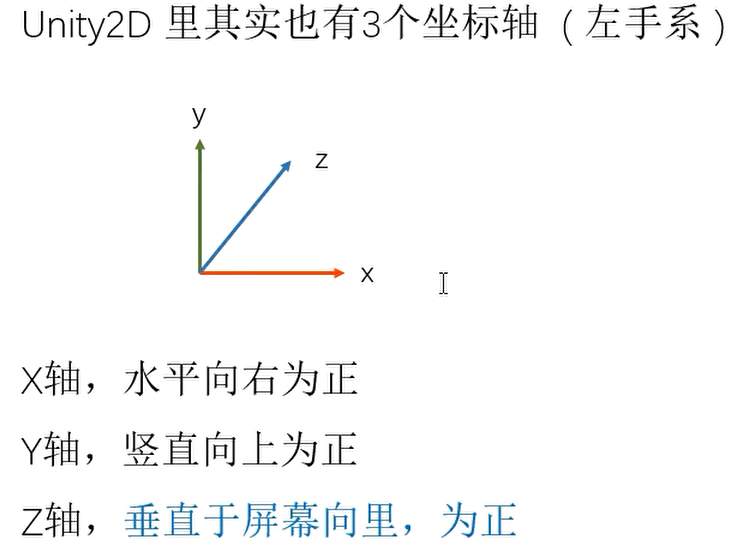 Unity2D 里其实也有3个坐标轴（左手系）
y
z
x
X轴，水平向右为正
Y轴，竖直向上为正
Z轴，垂直于屏幕向里，为正